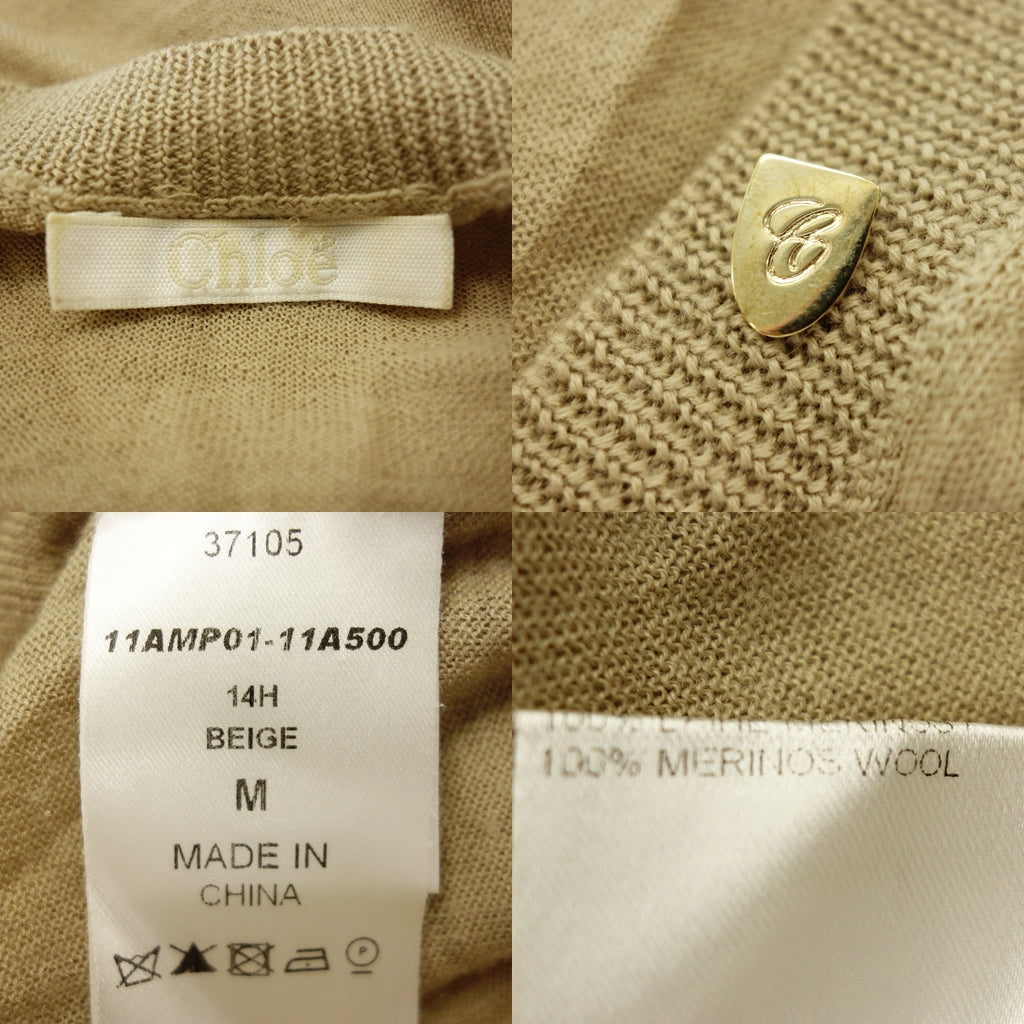 Chloé
C
37105
11AMP01-11A500
14H
BEIGE
M
MADE IN
CHINA
P
100% MERINOS WOOL